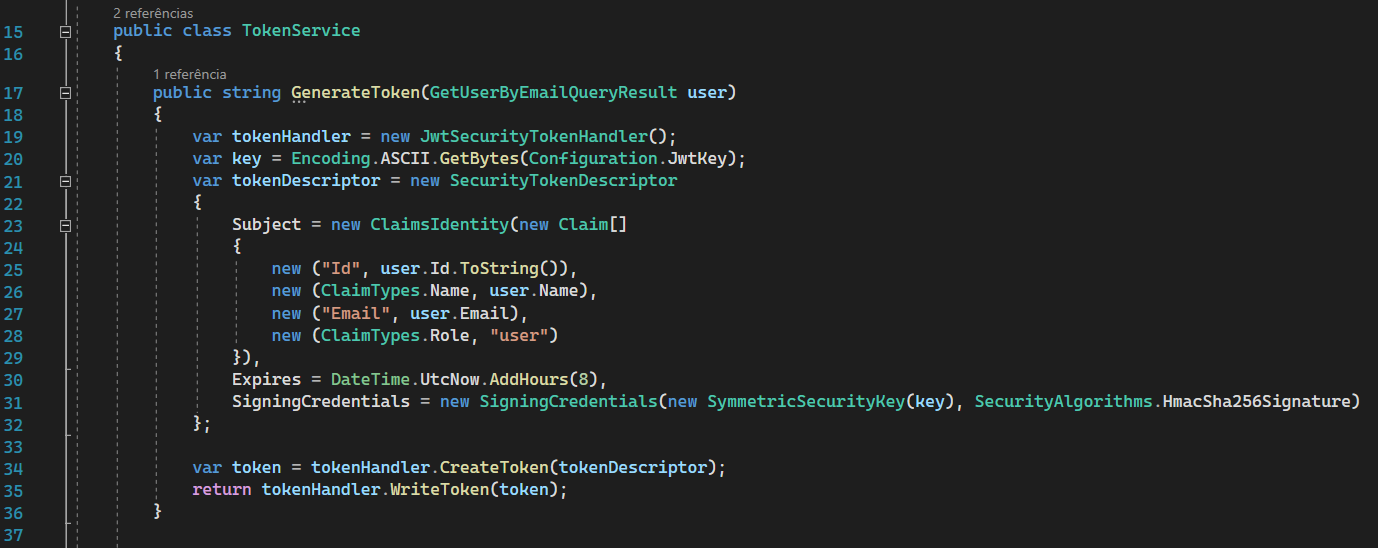 2 referências
15 public class TokenService
16 {
1 referência
17 public string GenerateToken(GetUserByEmailQueryResult user)
18 {
19 var tokenHandler = new JwtSecurityTokenHandler();
20 var key = Encoding.ASCII.GetBytes(Configuration.JwtKey);
21 var tokenDescriptor = new SecurityTokenDescriptor
22 {
23 Subject = new ClaimsIdentity(new Claim[]
24 {
25 new ("Id", user.Id.ToString()),
26 new (ClaimTypes.Name, user.Name),
27 new ("Email", user.Email),
28 new (ClaimTypes.Role, "user")
29 }),
30 Expires = DateTime.UtcNow.AddHours(8),
31 SigningCredentials = new SigningCredentials(new SymmetricSecurityKey(key), SecurityAlgorithms.HmacSha256Signature)
32 };
33
34 var token = tokenHandler.CreateToken(tokenDescriptor);
35 return tokenHandler.WriteToken(token);
36 }
37